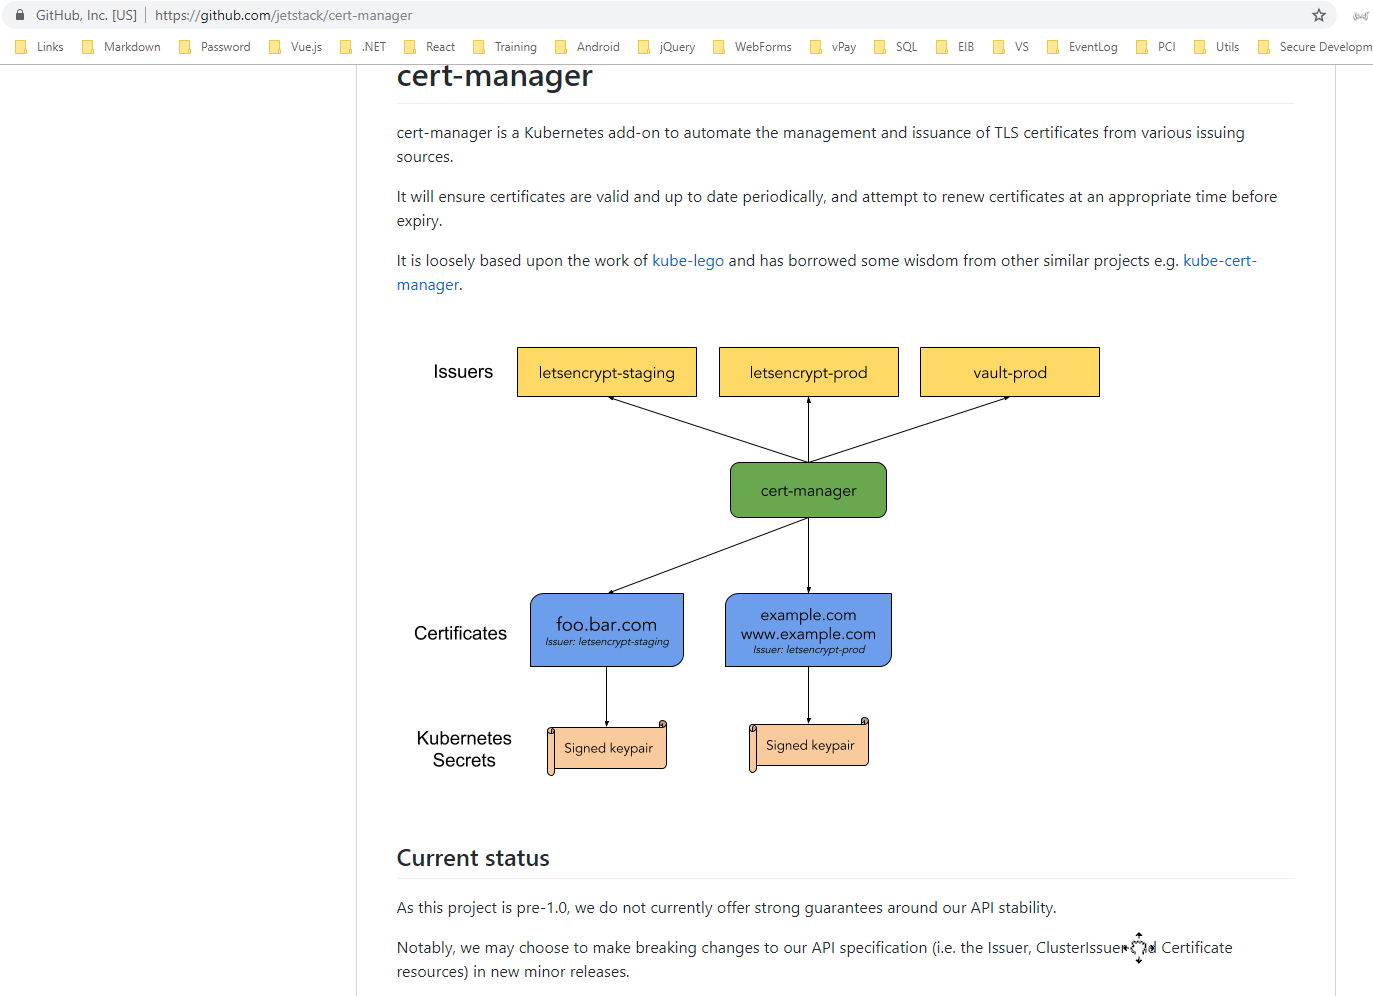 GitHub, Inc. [US] https://github.com/jetstack/cert-manager
Links Markdown Password Vue.js .NET React Training Android jQuery WebForms vPay SQL EIB VS EventLog PCI Utils Secure Developm
cert-manager
cert-manager is a Kubernetes add-on to automate the management and issuance of TLS certificates from various issuing
sources.
It will ensure certificates are valid and up to date periodically, and attempt to renew certificates at an appropriate time before
expiry.
It is loosely based upon the work of kube-lego and has borrowed some wisdom from other similar projects e.g. kube-cert-
manager.
Issuers letsencrypt-staging letsencrypt-prod vault-prod
cert-manager
Certificates
foo.bar.com
Issuer: letsencrypt-staging
example.com
www.example.com
Issuer: letsencrypt-prod
Kubernetes
Secrets
Signed keypair
Signed keypair
Current status
As this project is pre-1.0, we do not currently offer strong guarantees around our API stability.
Notably, we may choose to make breaking changes to our API specification (i.e. the Issuer, ClusterIssuer and Certificate
resources) in new minor releases.